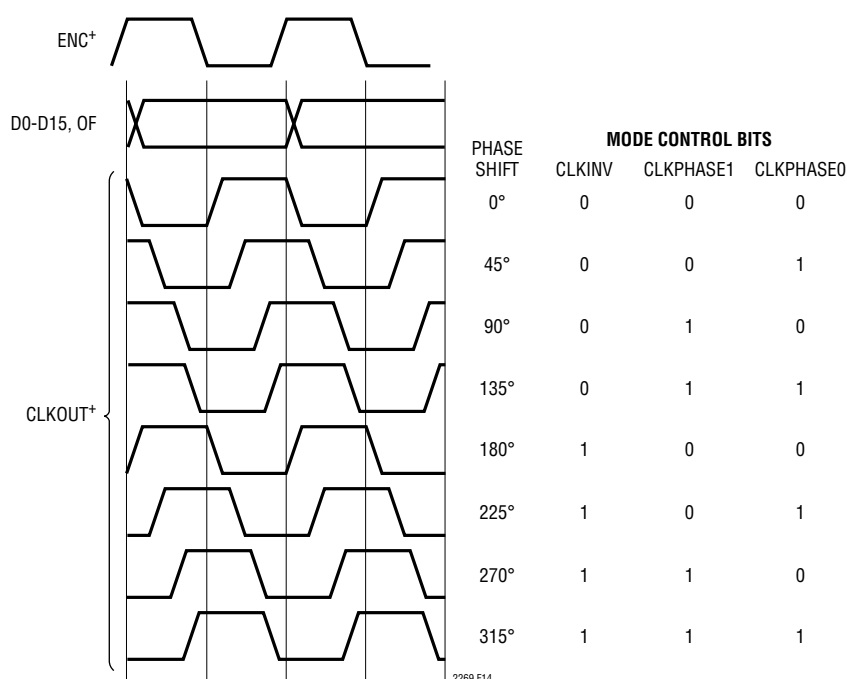 ENC+
D0-D15, OF
CLKOUT+
MODE CONTROL BITS
PHASE SHIFT CLKINV CLKPHASE1 CLKPHASE0
0° 0 0 0
45° 0 0 1
90° 0 1 0
135° 0 1 1
180° 1 0 0
225° 1 0 1
270° 1 1 0
315° 1 1 1
2269 F14